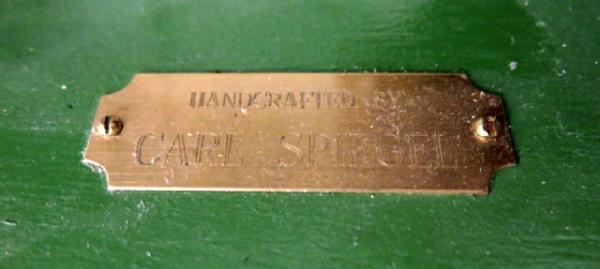 HANDCRAFTED BY
CARL SPIEGEL